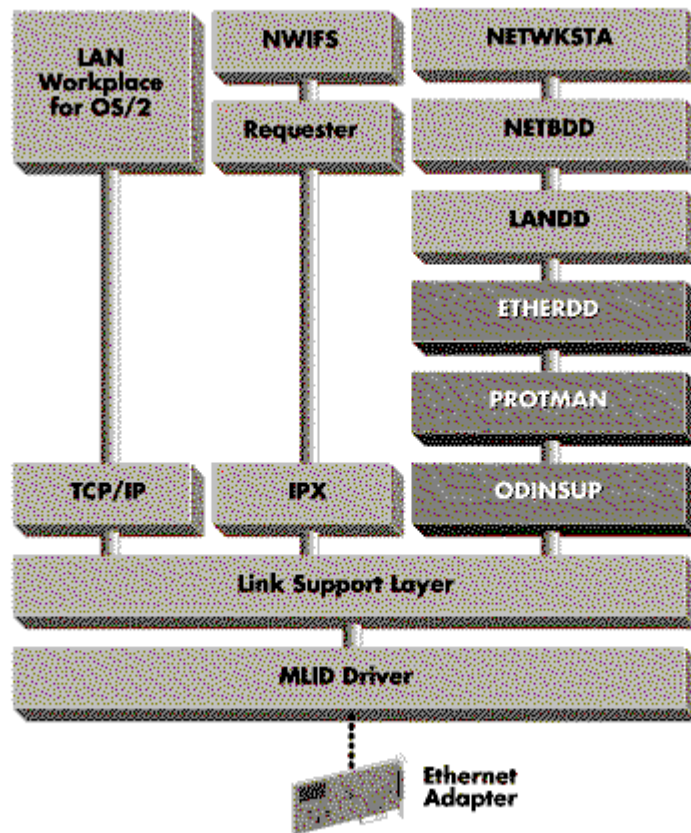 LAN
Workplace
for OS/2
NWIFS
Requester
NETWKSTA
NETBDD
LANDD
ETHERDD
PROTMAN
TCP/IP
IPX
ODINSUP
Link Support Layer
MLID Driver
Ethernet
Adapter